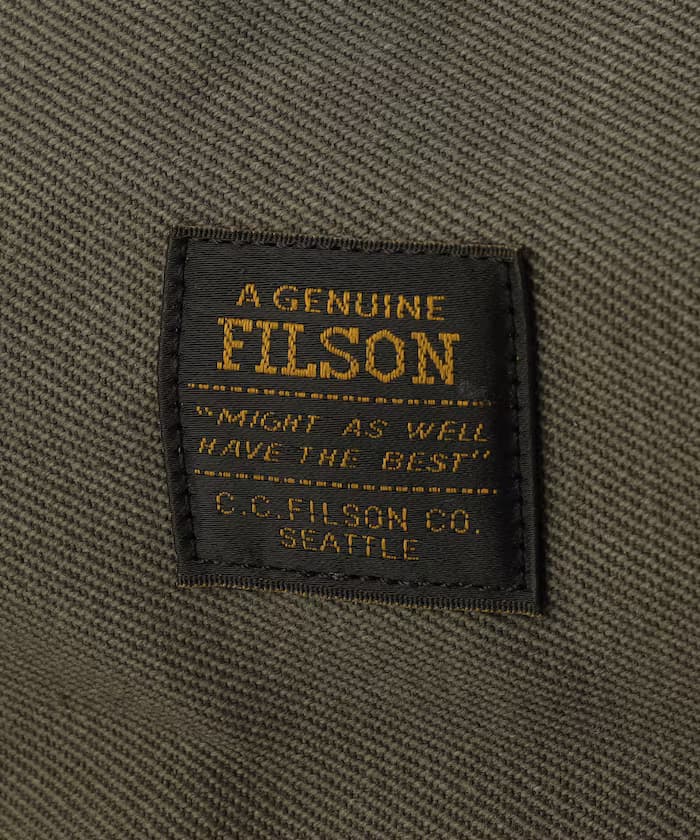 A GENUINE
FILSON
"MIGHT AS WELL
HAVE THE BEST"
C.C.FILSON CO.
SEATTLE